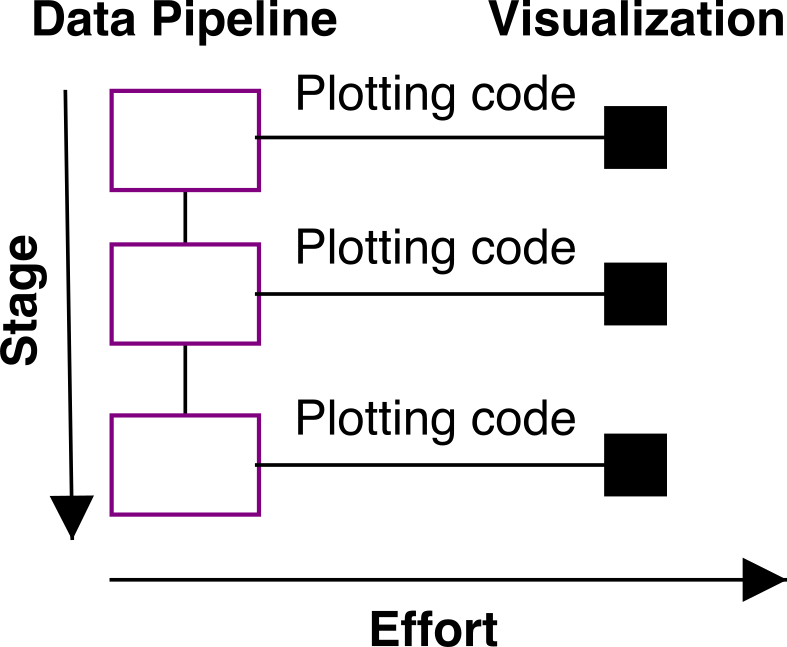 Data Pipeline
Visualization
Plotting code
Plotting code
Plotting code
Stage
Effort